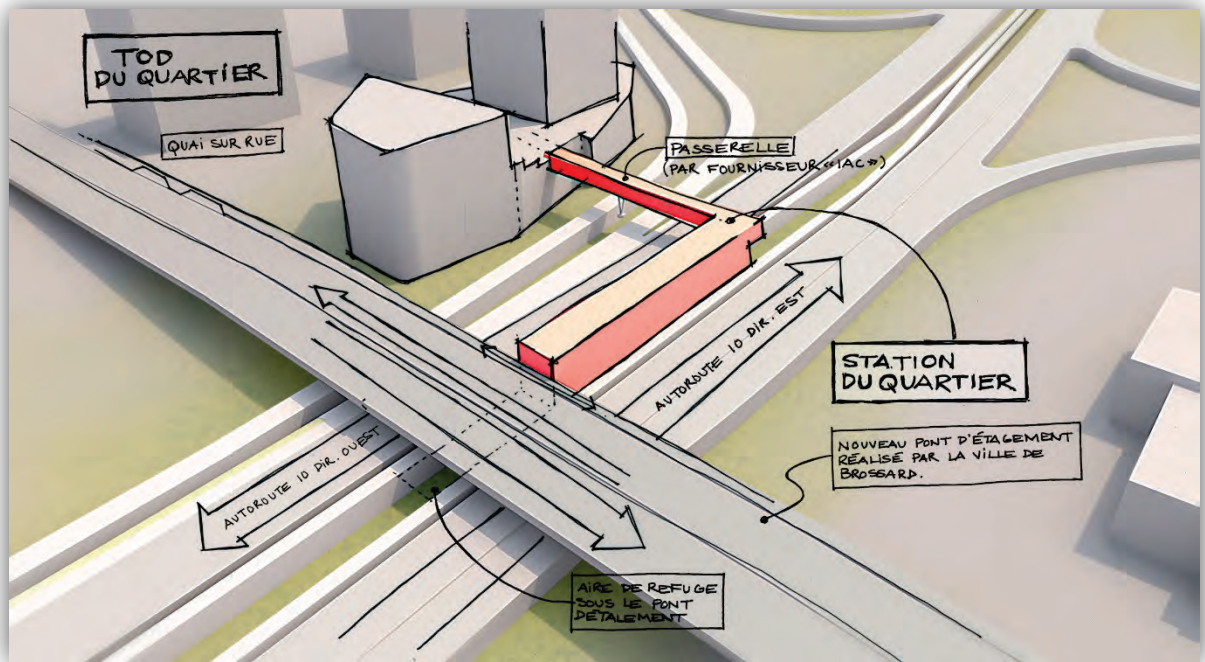 TOD
DU QUARTIER
QUAI SUR RUE
PASSERELLE
(PAR FOURNISSEUR «IAC»)
STATION
DU QUARTIER
AUTOROUTE 10 DIR. EST
NOUVEAU PONT D'ÉTAGEMENT
RÉALISÉ PAR LA VILLE DE
BROSSARD.
AUTOROUTE 10 DIR. OUEST
AIRE DE REFUGE
SOUS LE PONT
D'ÉTALEMENT